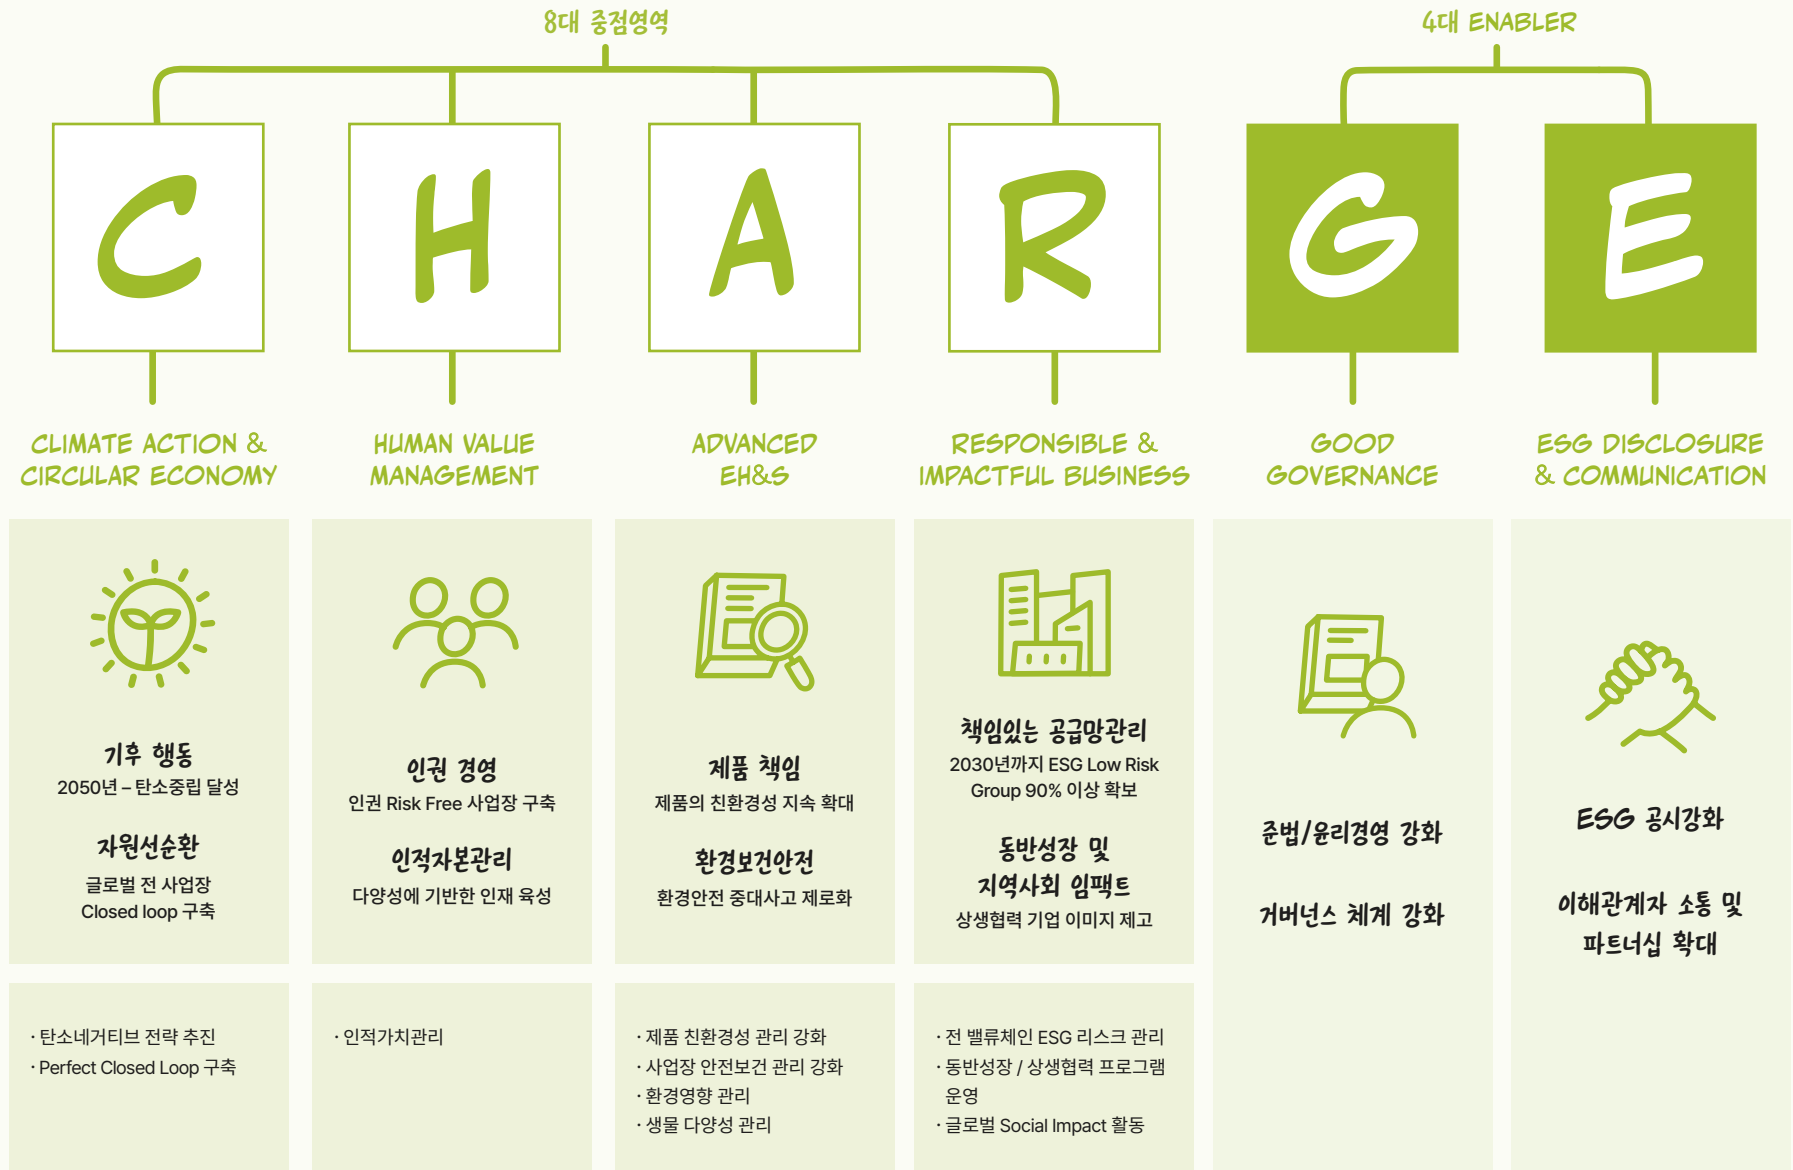 8대 중점영역
4대 ENABLER
C
H
A
R
G
E
CLIMATE ACTION &
CIRCULAR ECONOMY
HUMAN VALUE
MANAGEMENT
ADVANCED
EH&S
RESPONSIBLE &
IMPACTFUL BUSINESS
GOOD
GOVERNANCE
ESG DISCLOSURE
& COMMUNICATION
기후 행동
2050년 – 탄소중립 달성
자원선순환
글로벌 전 사업장
Closed loop 구축
인권 경영
인권 Risk Free 사업장 구축
인적자본관리
다양성에 기반한 인재 육성
제품 책임
제품의 친환경성 지속 확대
환경보건안전
환경안전 중대사고 제로화
책임있는 공급망관리
2030년까지 ESG Low Risk
Group 90% 이상 확보
동반성장 및
지역사회 임팩트
상생협력 기업 이미지 제고
준법/윤리경영 강화
거버넌스 체계 강화
ESG 공시강화
이해관계자 소통 및
파트너십 확대
· 탄소네거티브 전략 추진
· Perfect Closed Loop 구축
· 인적가치관리
· 제품 친환경성 관리 강화
· 사업장 안전보건 관리 강화
· 환경영향 관리
· 생물 다양성 관리
· 전 밸류체인 ESG 리스크 관리
· 동반성장 / 상생협력 프로그램
운영
· 글로벌 Social Impact 활동